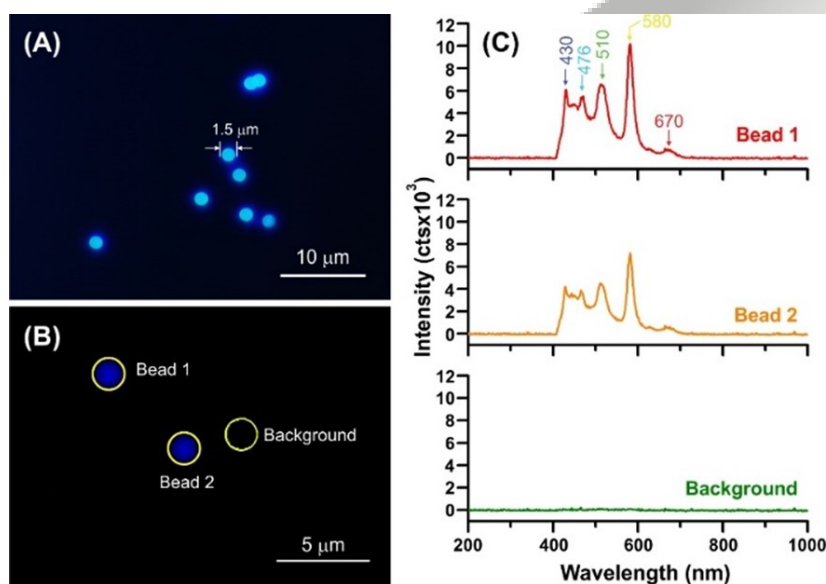 (A)
1.5 μm
10 μm
(B)
Bead 1
Background
Bead 2
5 μm
(C)
Intensity (ctsx10³)
12
10
8
6
4
2
0
430
476
510
580
670
Bead 1
12
10
8
6
4
2
0
Bead 2
12
10
8
6
4
2
0
Background
200 400 600 800 1000
Wavelength (nm)